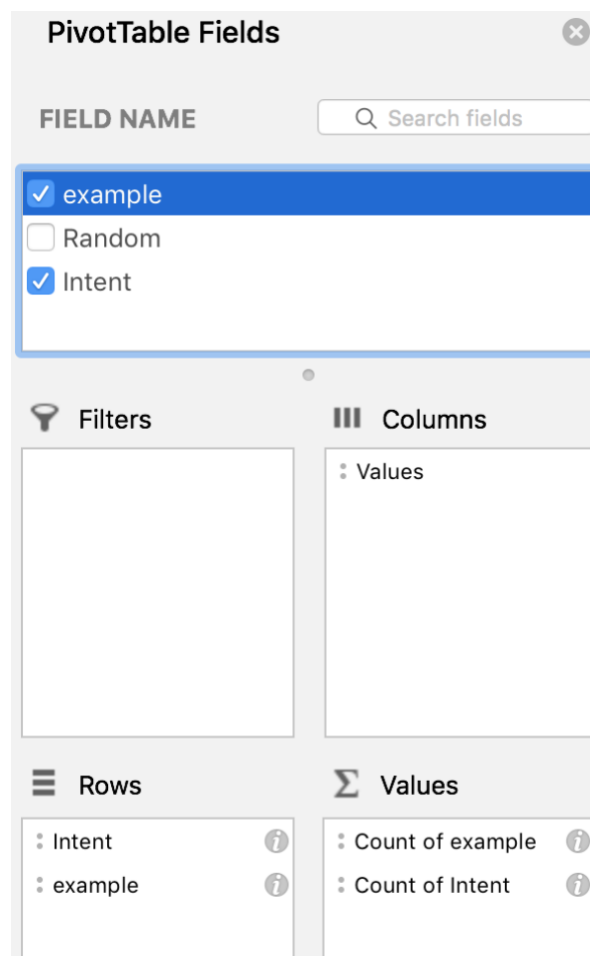 PivotTable Fields
FIELD NAME
Search fields
example
Random
Intent
Filters
Columns
Values
Rows
Values
Intent
Count of example
example
Count of Intent